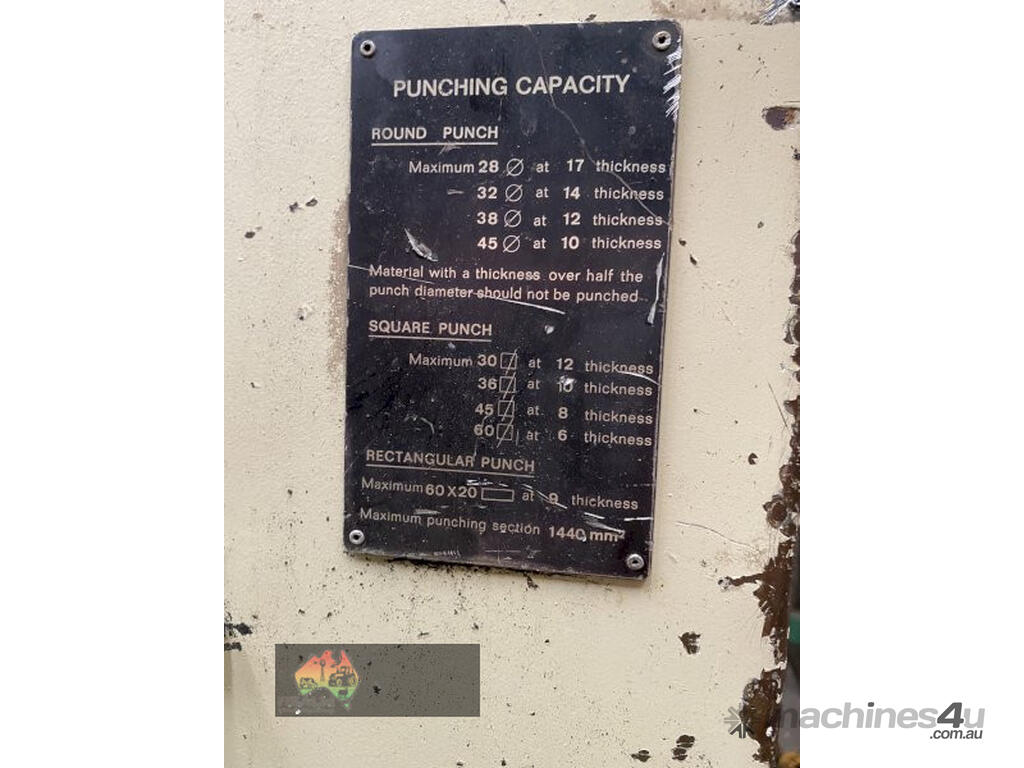 PUNCHING CAPACITY
ROUND PUNCH
Maximum 28 ⌀ at 17 thickness
32 ⌀ at 14 thickness
38 ⌀ at 12 thickness
45 ⌀ at 10 thickness
Material with a thickness over half the
punch diameter should not be punched
SQUARE PUNCH
Maximum 30 at 12 thickness
36 at 10 thickness
45 at 8 thickness
60 at 6 thickness
RECTANGULAR PUNCH
Maximum 60 X 20 at 9 thickness
Maximum punching section 1440 mm²
machines4u
.com.au